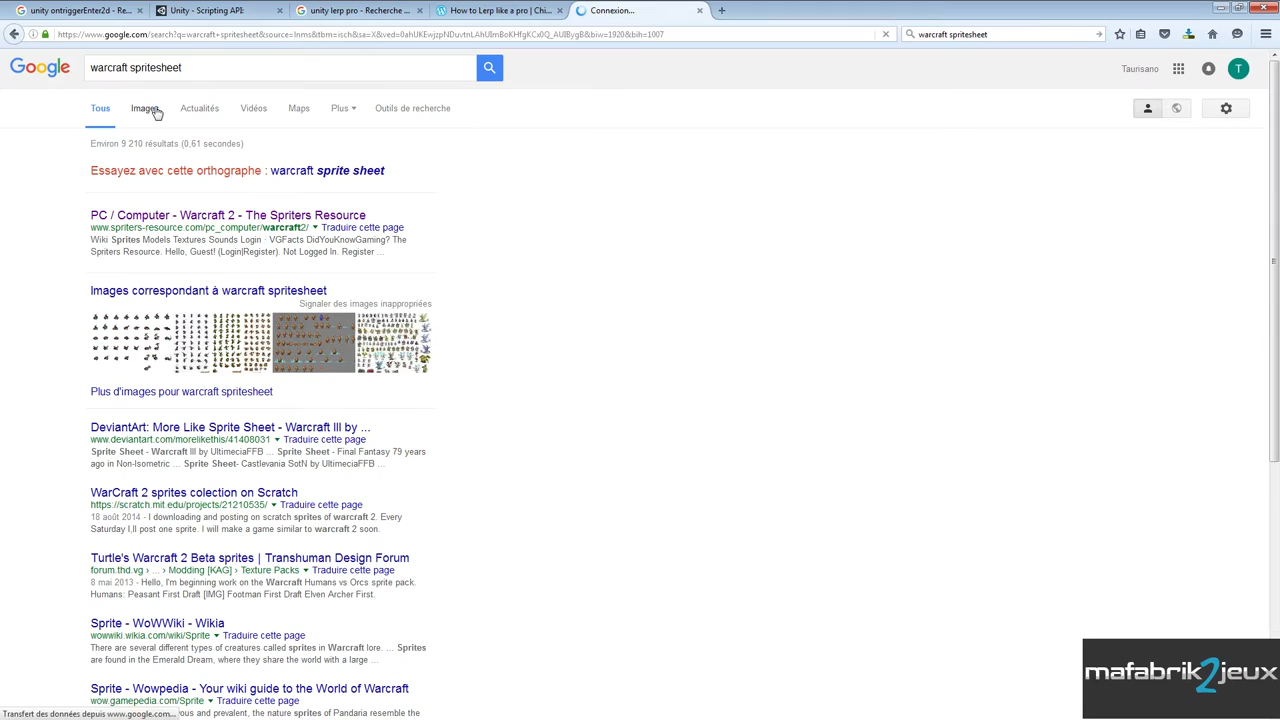 unity ontriggerEnter2d - Re...
Unity - Scripting API:
unity lerp pro - Recherche ...
How to Lerp like a pro | Chi...
Connexion...
https://www.google.com/search?q=warcraft+spritesheet&source=lnms&tbm=isch&sa=X&ved=0ahUKEwjzpNDuvtnLAhUImBoKHfgKCx0Q_AUIBygB&biw=1920&bih=1007
warcraft spritesheet
Google
warcraft spritesheet
Taurisano
T
Tous
Images
Actualités
Vidéos
Maps
Plus
Outils de recherche
Environ 9 210 résultats (0,61 secondes)
Essayez avec cette orthographe : warcraft sprite sheet
PC / Computer - Warcraft 2 - The Spriters Resource
www.spriters-resource.com/pc_computer/warcraft2/ Traduire cette page
Wiki Sprites Models Textures Sounds Login · VGFacts DidYouKnowGaming? The
Spriters Resource. Hello, Guest! (Login|Register). Not Logged In. Register ...
Images correspondant à warcraft spritesheet
Signaler des images inappropriées
Plus d'images pour warcraft spritesheet
DeviantArt: More Like Sprite Sheet - Warcraft III by ...
www.deviantart.com/morelikethis/41408031 Traduire cette page
Sprite Sheet - Warcraft III by UltimeciaFFB ... Sprite Sheet - Final Fantasy 79 years
ago in Non-Isometric ... Sprite Sheet- Castlevania SotN by UltimeciaFFB ...
WarCraft 2 sprites colection on Scratch
https://scratch.mit.edu/projects/21210535/ Traduire cette page
18 août 2014 - I downloading and posting on scratch sprites of warcraft 2. Every
Saturday I,ll post one sprite. I will make a game similar to warcraft 2 soon.
Turtle's Warcraft 2 Beta sprites | Transhuman Design Forum
forum.thd.vg › ... › Modding [KAG] › Texture Packs Traduire cette page
8 mai 2013 - Hello, I'm beginning work on the Warcraft Humans vs Orcs sprite pack.
Humans: Peasant First Draft [IMG] Footman First Draft Elven Archer First.
Sprite - WoWWiki - Wikia
wowwiki.wikia.com/wiki/Sprite Traduire cette page
There are several different types of creatures called sprites in Warcraft lore. ... Sprites
are found in the Emerald Dream, where they share the world with a large ...
Sprite - Wowpedia - Your wiki guide to the World of Warcraft
wow.gamepedia.com/Sprite Traduire cette page
Transfert des données depuis www.google.com...
ous and prevalent, the nature sprites of Pandaria resemble the
mafabrik2jeux